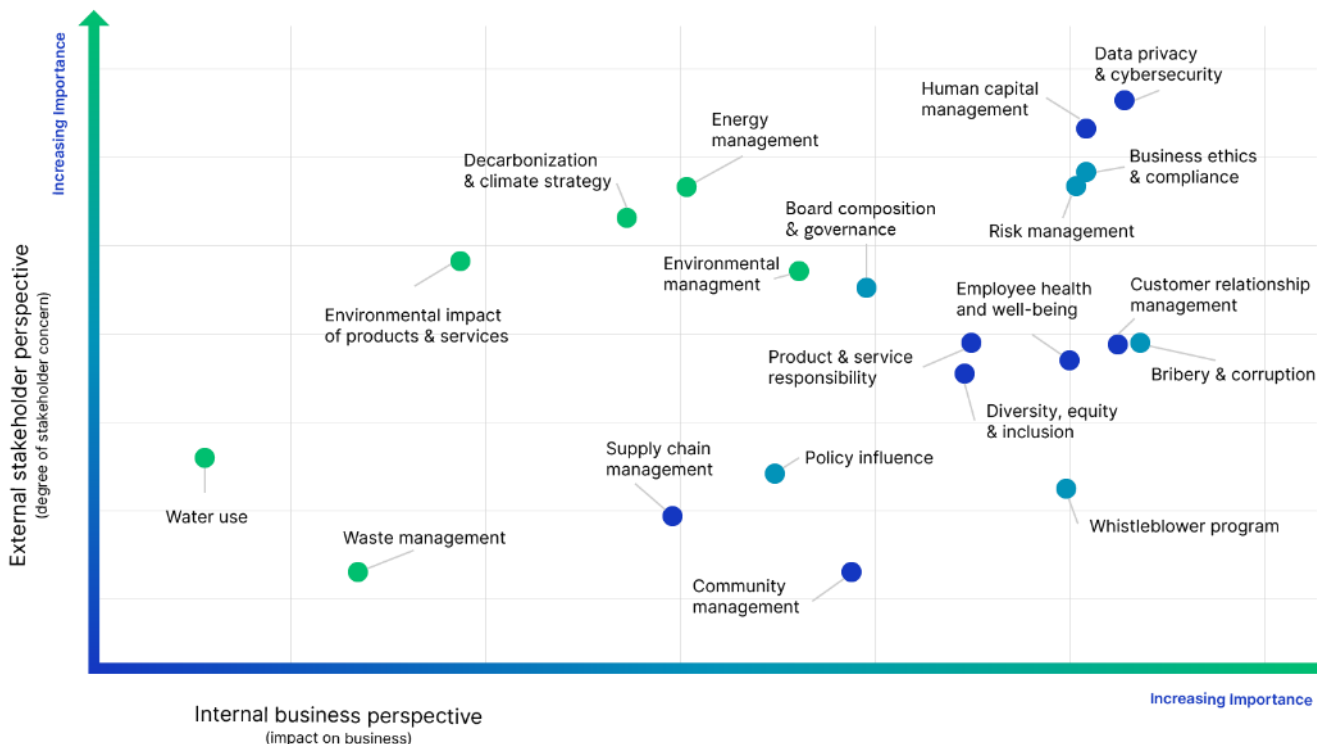 Increasing Importance
External stakeholder perspective
(degree of stakeholder concern)
Data privacy
& cybersecurity
Human capital
management
Energy
management
Decarbonization
& climate strategy
Business ethics
& compliance
Board composition
& governance
Risk management
Environmental
managment
Employee health
and well-being
Customer relationship
management
Environmental impact
of products & services
Product & service
responsibility
Bribery & corruption
Diversity, equity
& inclusion
Supply chain
management
Policy influence
Water use
Whistleblower program
Waste management
Community
management
Increasing Importance
Internal business perspective
(impact on business)